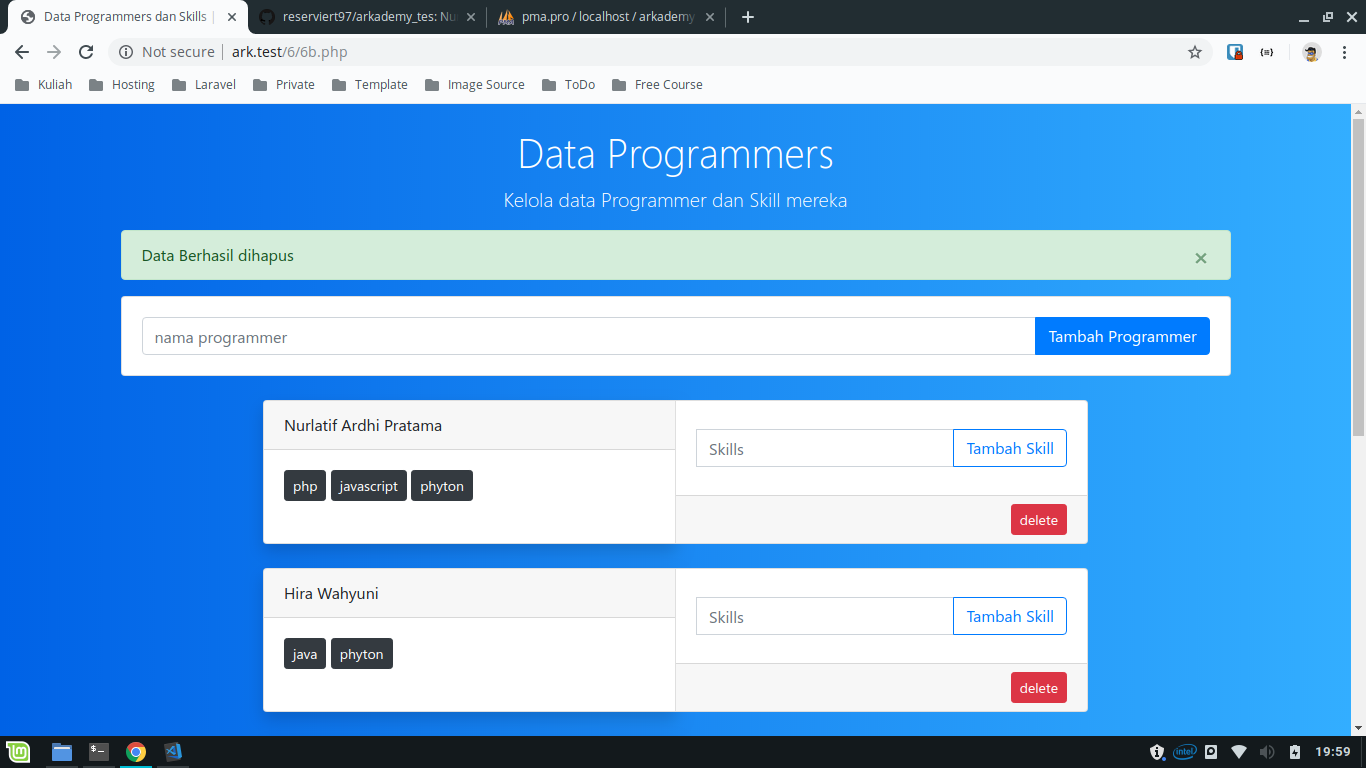 Data Programmers dan Skills |
reserviert97/arkademy_tes: Nu
pma.pro / localhost / arkademy
Not secure | ark.test/6/6b.php
Kuliah Hosting Laravel Private Template Image Source ToDo Free Course
Data Programmers
Kelola data Programmer dan Skill mereka
Data Berhasil dihapus ×
nama programmer Tambah Programmer
Nurlatif Ardhi Pratama
php javascript phyton
Skills Tambah Skill
delete
Hira Wahyuni
java phyton
Skills Tambah Skill
delete
intel 19:59